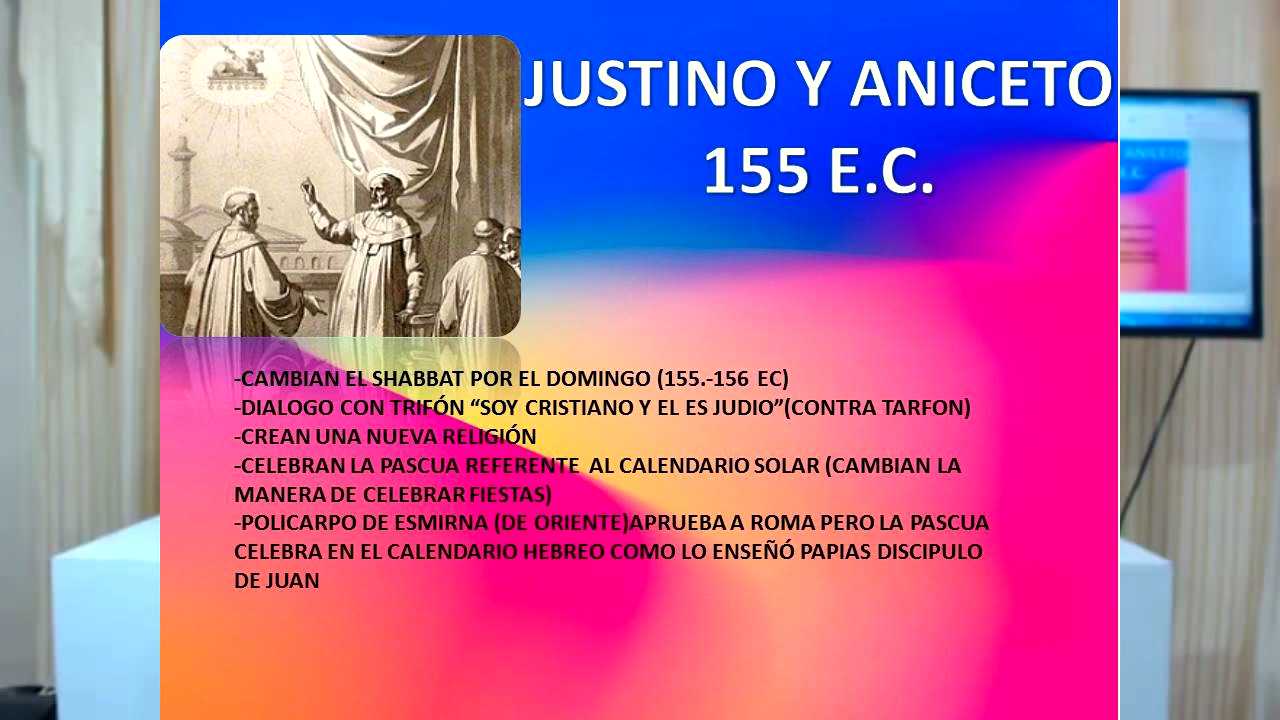 JUSTINO Y ANICETO
155 E.C.
-CAMBIAN EL SHABBAT POR EL DOMINGO (155.-156 EC)
-DIALOGO CON TRIFÓN “SOY CRISTIANO Y EL ES JUDIO”(CONTRA TARFON)
-CREAN UNA NUEVA RELIGIÓN
-CELEBRAN LA PASCUA REFERENTE AL CALENDARIO SOLAR (CAMBIAN LA
MANERA DE CELEBRAR FIESTAS)
-POLICARPO DE ESMIRNA (DE ORIENTE)APRUEBA A ROMA PERO LA PASCUA
CELEBRA EN EL CALENDARIO HEBREO COMO LO ENSEÑÓ PAPIAS DISCIPULO
DE JUAN